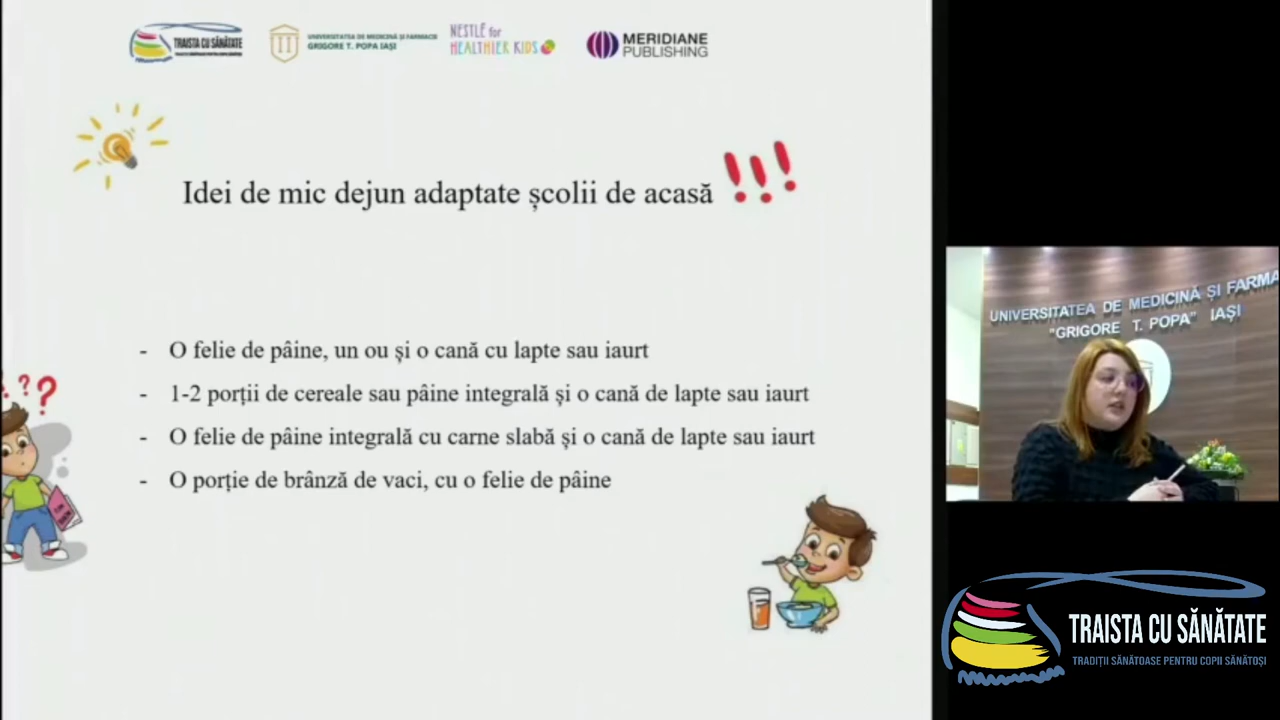 TRAISTA CU SĂNĂTATE
UNIVERSITATEA DE MEDICINĂ ȘI FARMACIE
GRIGORE T. POPA IAȘI
NESTLÉ for
HEALTHIER KIDS
MERIDIANE
PUBLISHING
Idei de mic dejun adaptate școlii de acasă !!!
- O felie de pâine, un ou și o cană cu lapte sau iaurt
- 1-2 porții de cereale sau pâine integrală și o cană de lapte sau iaurt
- O felie de pâine integrală cu carne slabă și o cană de lapte sau iaurt
- O porție de brânză de vaci, cu o felie de pâine
???
UNIVERSITATEA DE MEDICINĂ ȘI FARMA
"GRIGORE T. POPA" IAȘI
TRAISTA CU SĂNĂTATE
TRADIȚII SĂNĂTOASE PENTRU COPII SĂNĂTOȘI